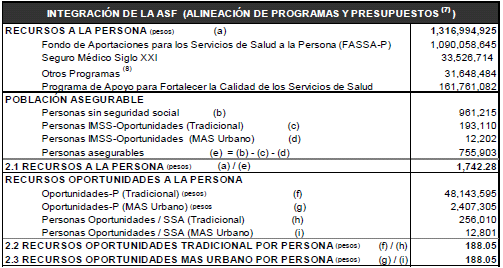 INTEGRACIÓN DE LA ASF (ALINEACIÓN DE PROGRAMAS Y PRESUPUESTOS (7) )
RECURSOS A LA PERSONA (pesos) (a) 1,316,994,925
Fondo de Aportaciones para los Servicios de Salud a la Persona (FASSA-P) 1,090,058,645
Seguro Médico Siglo XXI 33,526,714
Otros Programas (8) 31,648,484
Programa de Apoyo para Fortalecer la Calidad de los Servicios de Salud 161,761,082
POBLACIÓN ASEGURABLE
Personas sin seguridad social (b) 961,215
Personas IMSS-Oportunidades (Tradicional) (c) 193,110
Personas IMSS-Oportunidades (MAS Urbano) (d) 12,202
Personas asegurables (e) = (b) - (c) - (d) 755,903
2.1 RECURSOS A LA PERSONA (pesos) (a) / (e) 1,742.28
RECURSOS OPORTUNIDADES A LA PERSONA
Oportunidades-P (Tradicional) (pesos) (f) 48,143,595
Oportunidades-P (MAS Urbano) (pesos (g) 2,407,305
Personas Oportunidades / SSA (Tradicional) (h) 256,010
Personas Oportunidades / SSA (MAS Urbano) (i) 12,801
2.2 RECURSOS OPORTUNIDADES TRADICIONAL POR PERSONA (pesos) (f) / (h) 188.05
2.3 RECURSOS OPORTUNIDADES MAS URBANO POR PERSONA (pesos) (g) / (i) 188.05